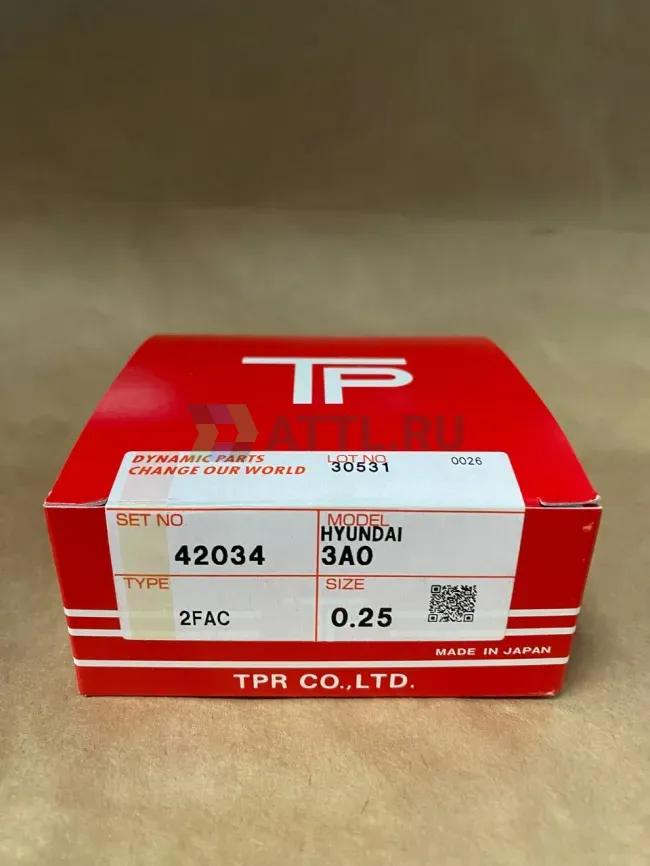 TP
ATTL.RU
DYNAMIC PARTS
CHANGE OUR WORLD
LOT NO
30531
0026
SET NO
42034
MODEL
HYUNDAI
3A0
TYPE
2FAC
SIZE
0.25
MADE IN JAPAN
TPR CO.,LTD.